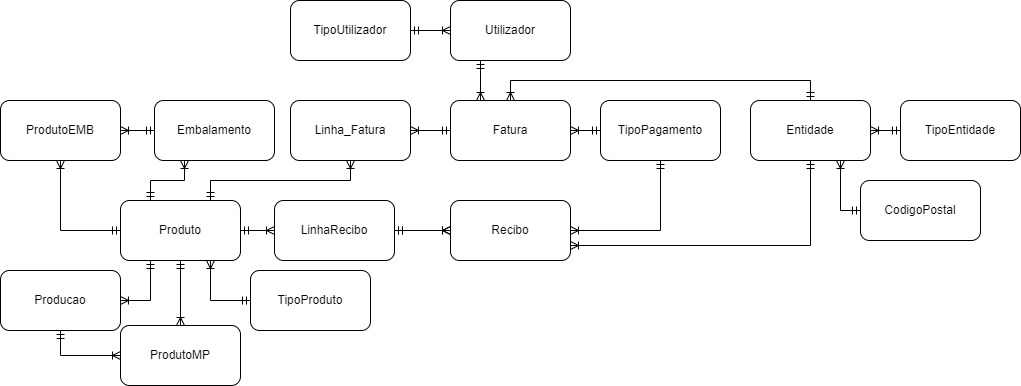 TipoUtilizador
Utilizador
ProdutoEMB
Embalamento
Linha_Fatura
Fatura
TipoPagamento
Entidade
TipoEntidade
CodigoPostal
Produto
LinhaRecibo
Recibo
Producao
TipoProduto
ProdutoMP